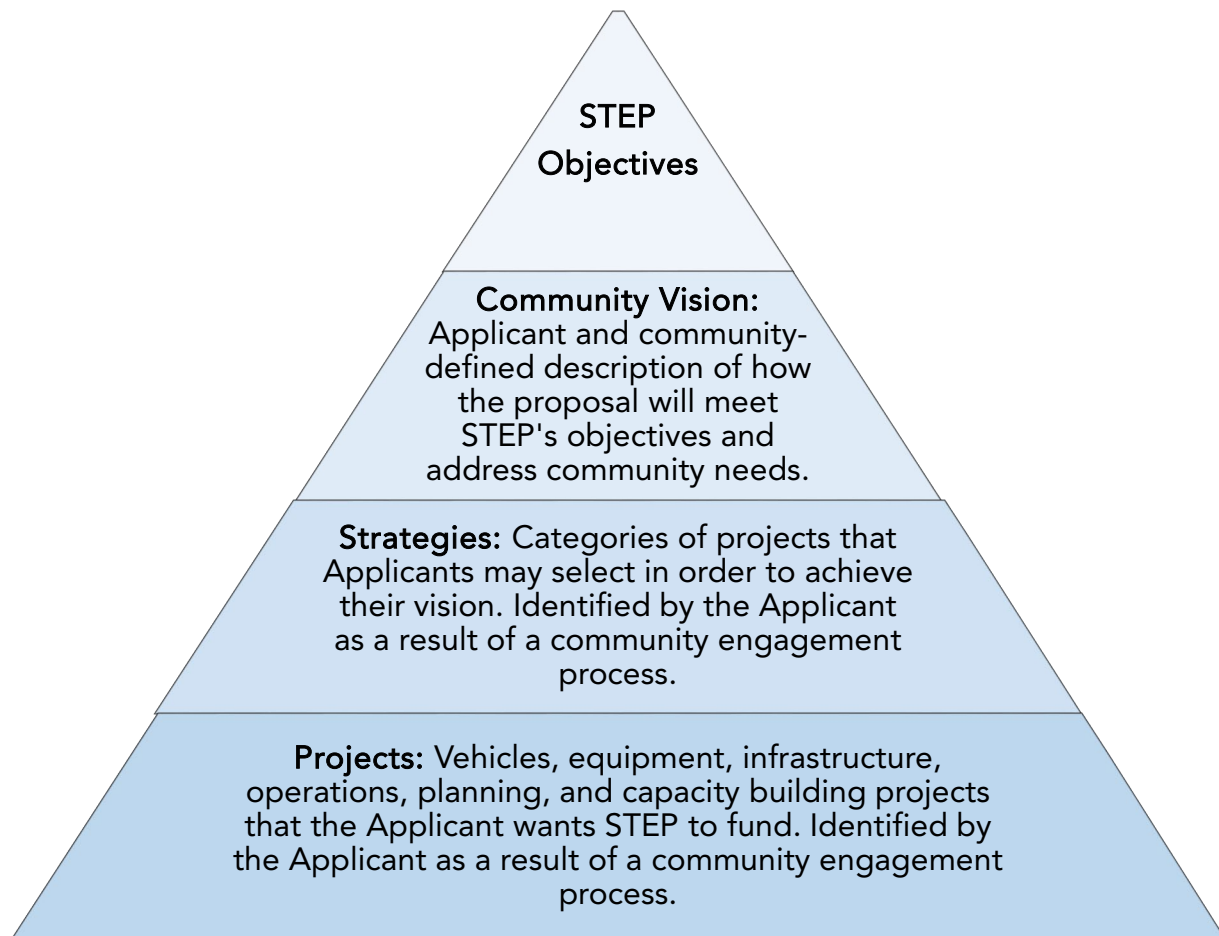 STEP
Objectives
Community Vision:
Applicant and community-
defined description of how
the proposal will meet
STEP's objectives and
address community needs.
Strategies: Categories of projects that
Applicants may select in order to achieve
their vision. Identified by the Applicant
as a result of a community engagement
process.
Projects: Vehicles, equipment, infrastructure,
operations, planning, and capacity building projects
that the Applicant wants STEP to fund. Identified by
the Applicant as a result of a community engagement
process.